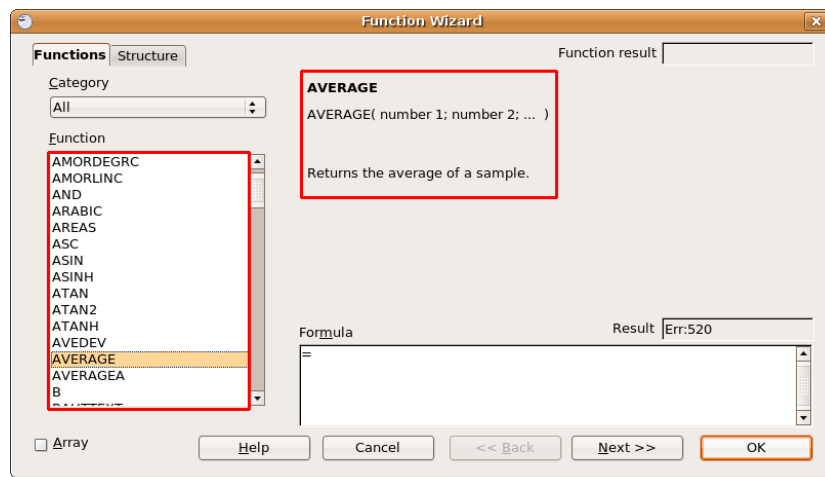 Function Wizard
Functions Structure
Function result
Category
All
Function
AMORDEGRC
AMORLINC
AND
ARABIC
AREAS
ASC
ASIN
ASINH
ATAN
ATAN2
ATANH
AVEDEV
AVERAGE
AVERAGEA
B
AVERAGE
AVERAGE( number 1; number 2; ... )
Returns the average of a sample.
Formula
Result Err:520
=
Array
Help
Cancel
<< Back
Next >>
OK